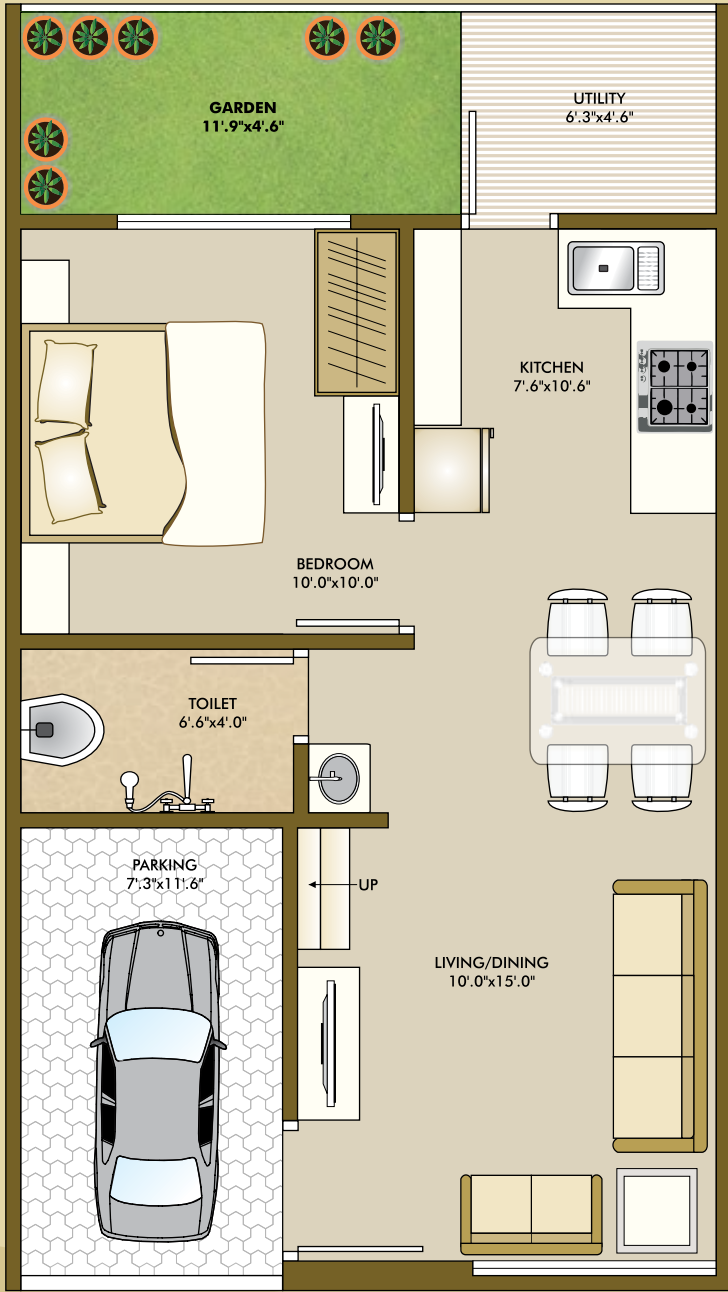 GARDEN
11'.9"x4'.6"
UTILITY
6'.3"x4'.6"
KITCHEN
7'.6"x10'.6"
BEDROOM
10'.0"x10'.0"
TOILET
6'.6"x4'.0"
PARKING
7'.3"x11'.6"
UP
LIVING/DINING
10'.0"x15'.0"